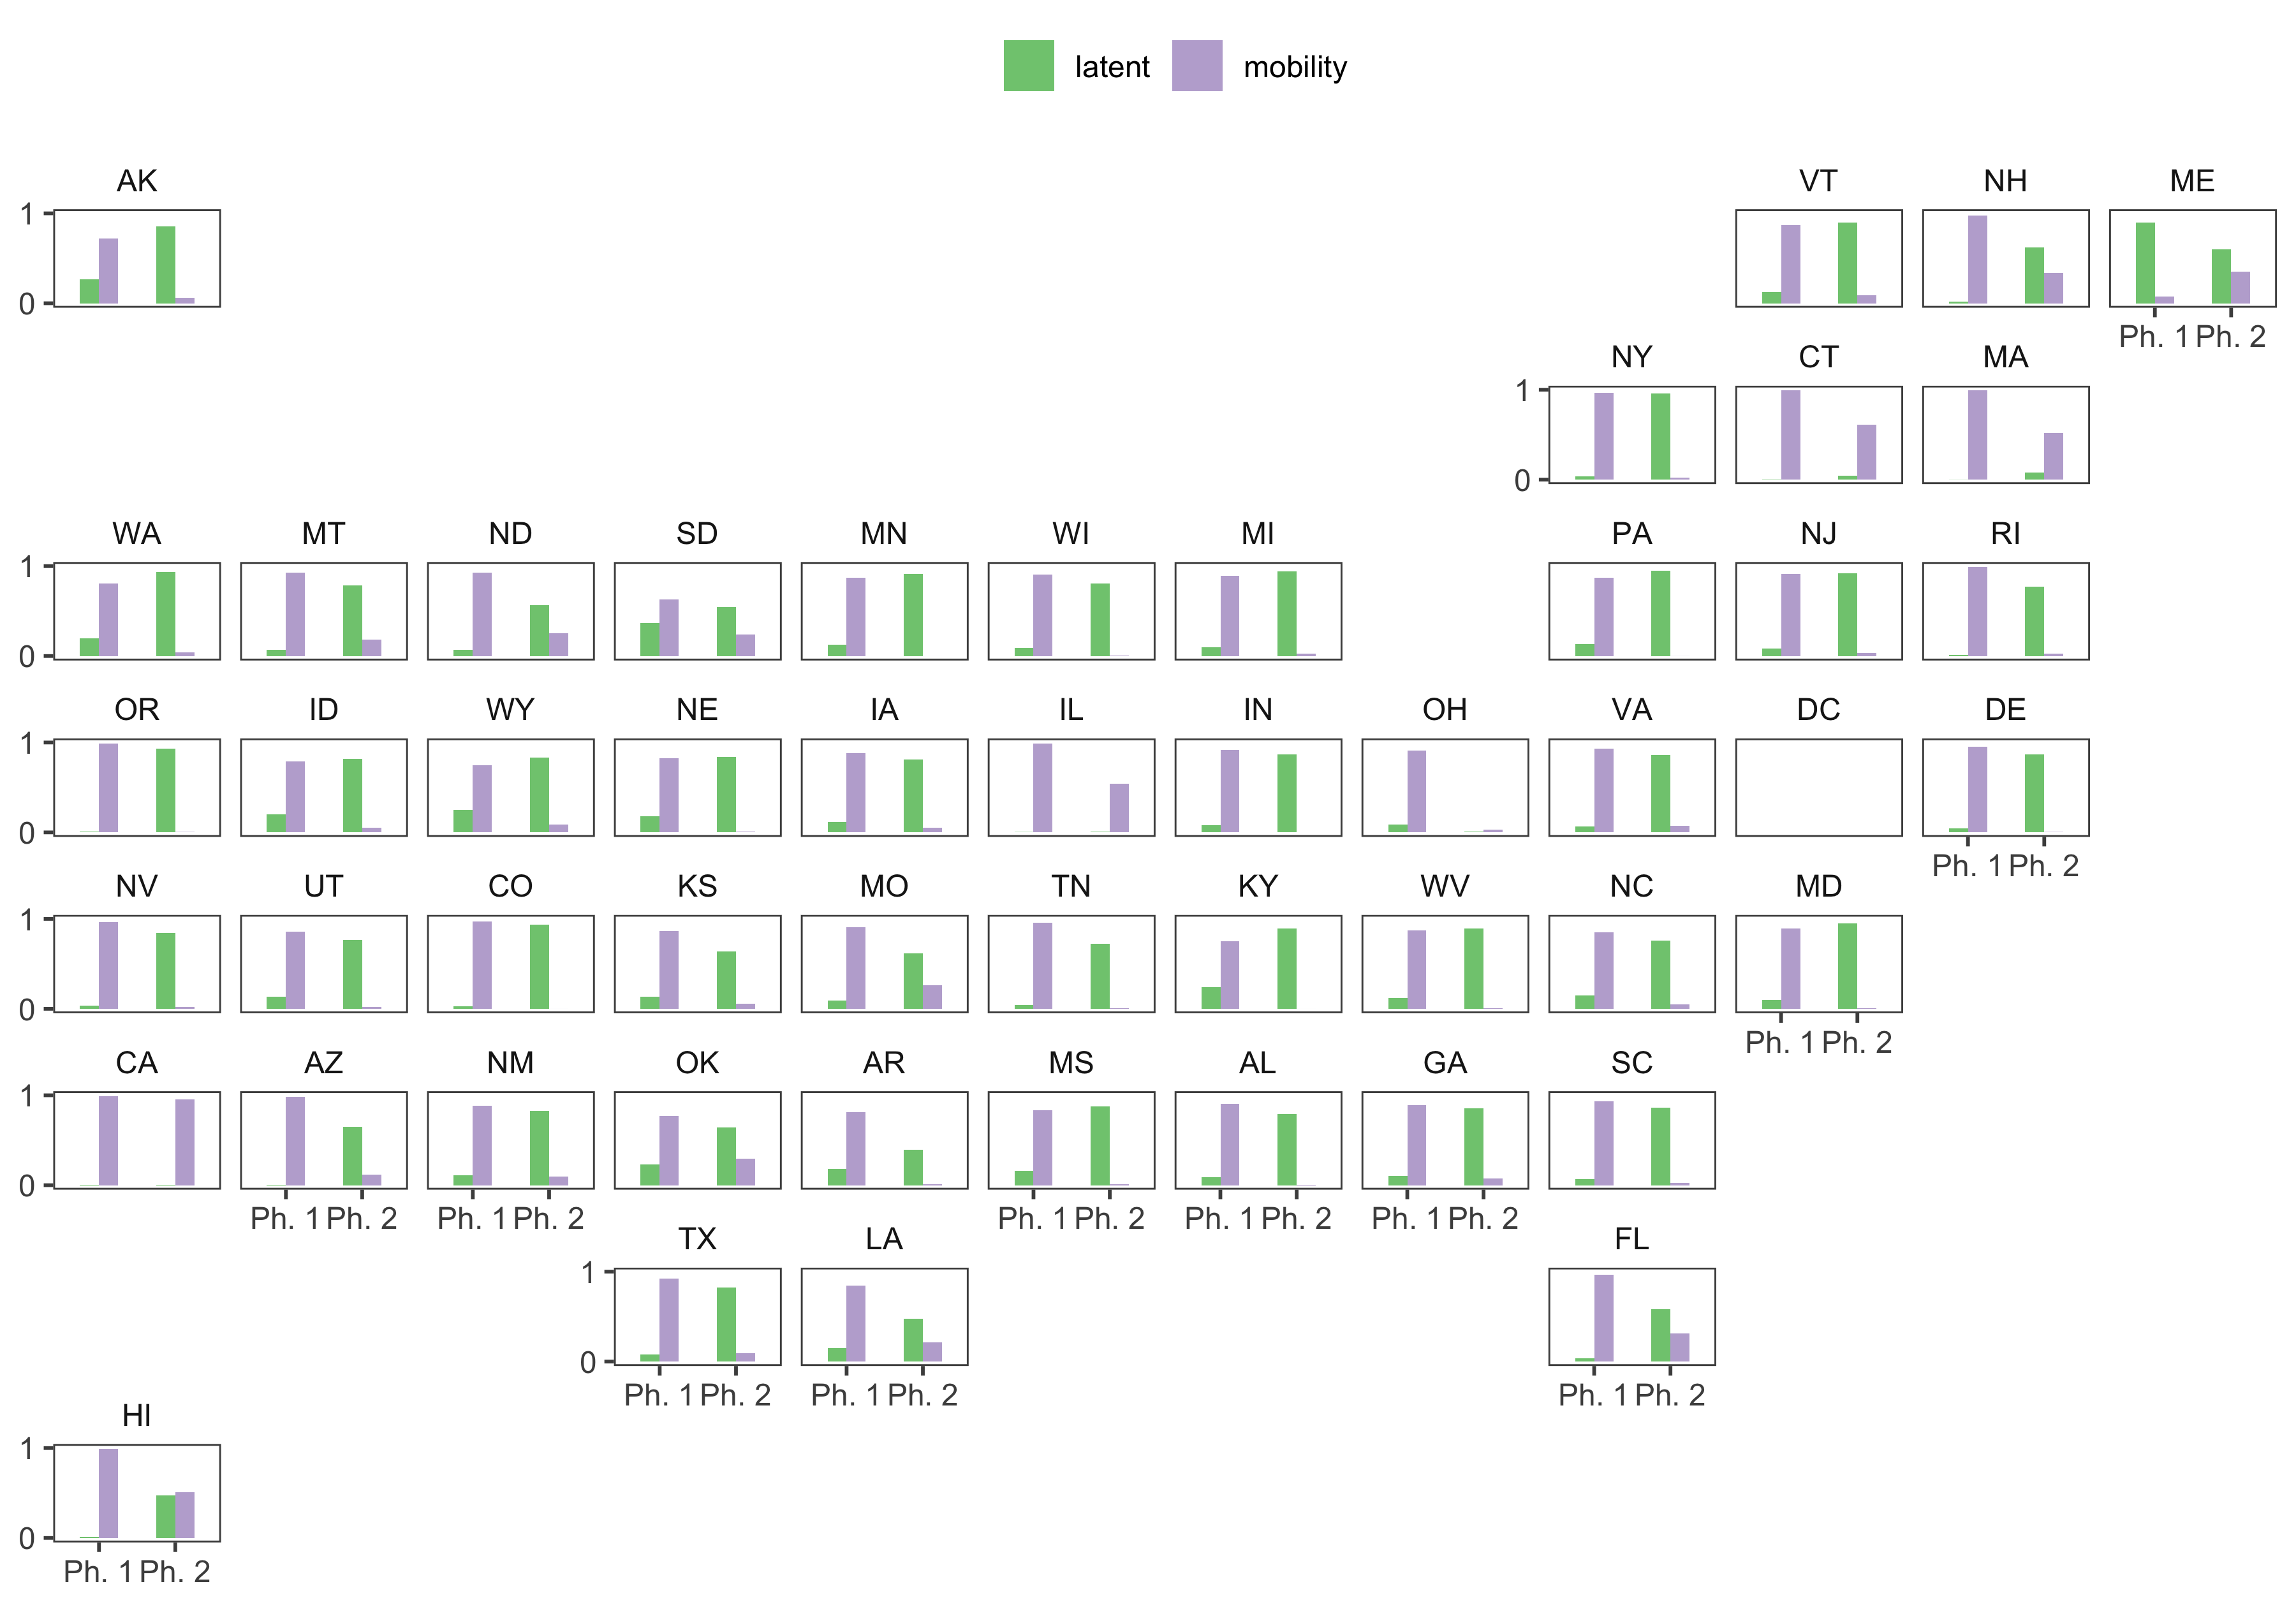 latent mobility
AK VT NH ME
1
0
Ph. 1 Ph. 2
NY CT MA
1
0
WA MT ND SD MN WI MI PA NJ RI
1
0
OR ID WY NE IA IL IN OH VA DC DE
1
0
Ph. 1 Ph. 2
NV UT CO KS MO TN KY WV NC MD
1
0
Ph. 1 Ph. 2
CA AZ NM OK AR MS AL GA SC
1
0
Ph. 1 Ph. 2 Ph. 1 Ph. 2 Ph. 1 Ph. 2 Ph. 1 Ph. 2 Ph. 1 Ph. 2
TX LA FL
1
0
Ph. 1 Ph. 2 Ph. 1 Ph. 2 Ph. 1 Ph. 2
HI
1
0
Ph. 1 Ph. 2